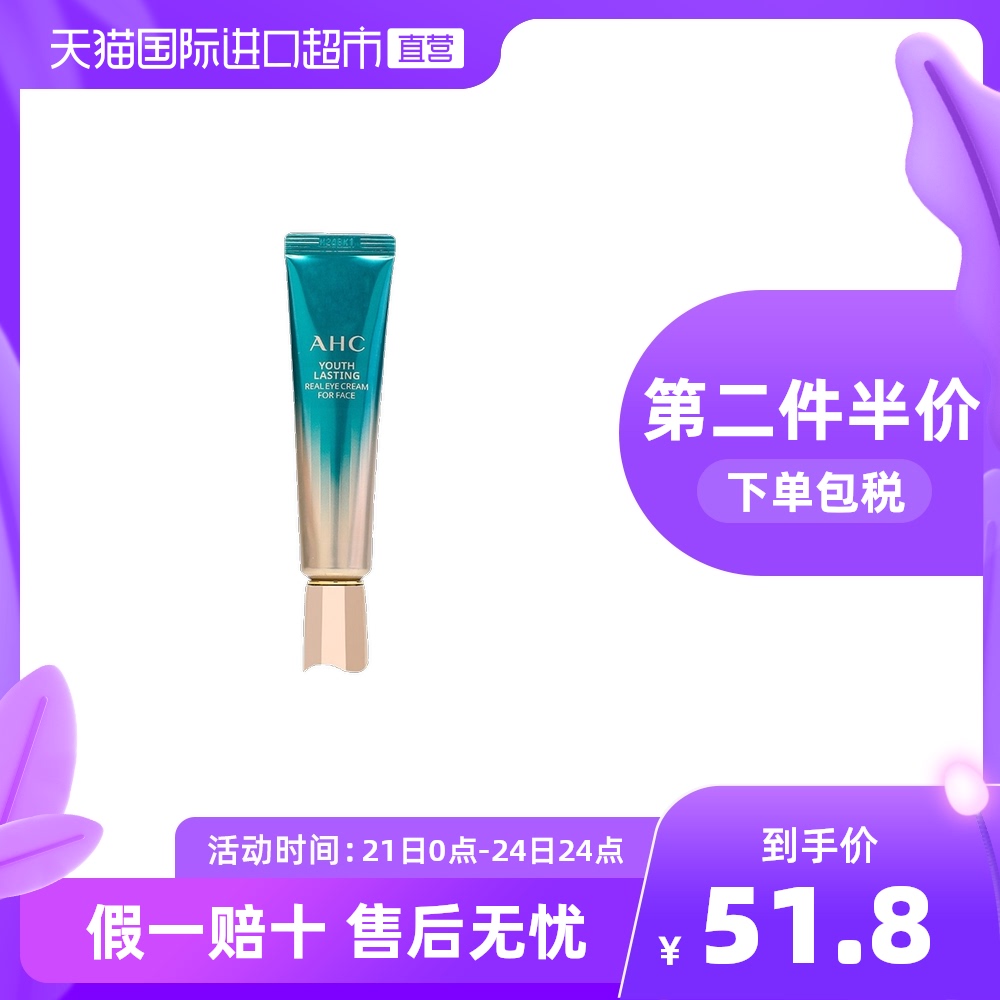 天猫国际进口超市 直营
AHC
YOUTH
LASTING
REAL EYE CREAM
FOR FACE
第二件半价
下单包税
活动时间:21日0点-24日24点
到手价
¥ 51.8
假一赔十 售后无忧